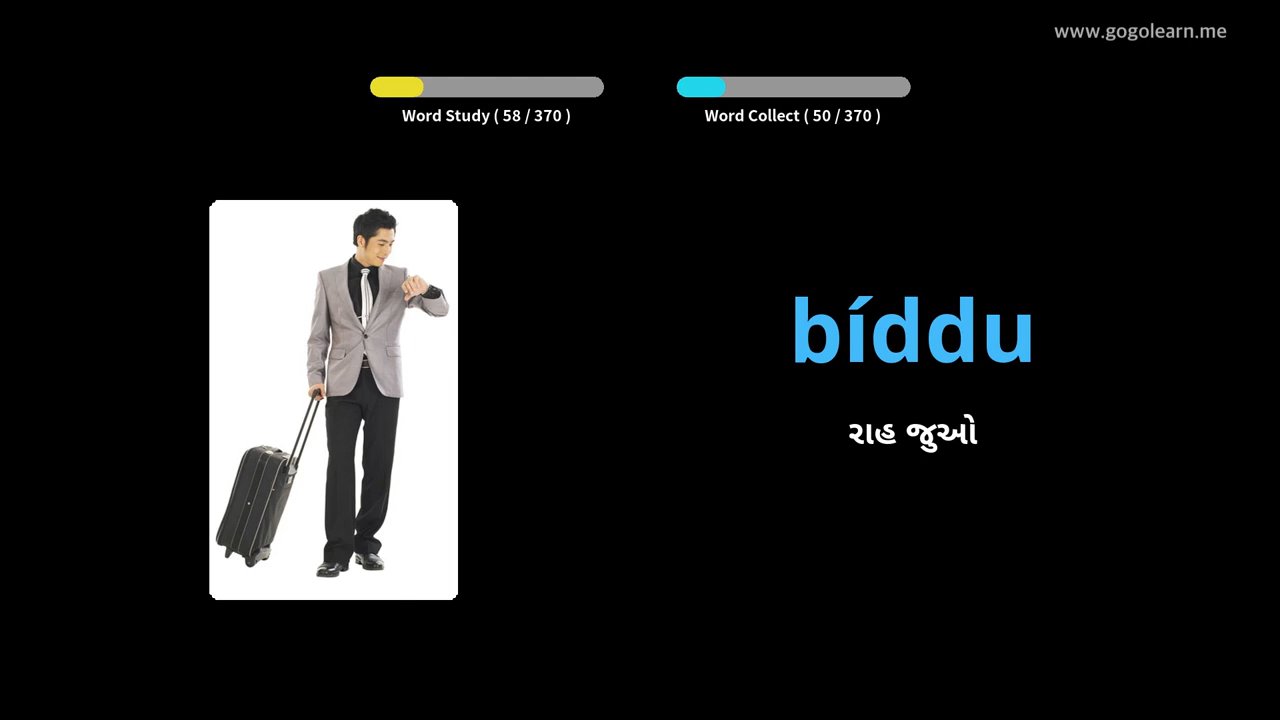 www.gogolearn.me
Word Study ( 58 / 370 )
Word Collect ( 50 / 370 )
bíddu
રાહ જુઓ